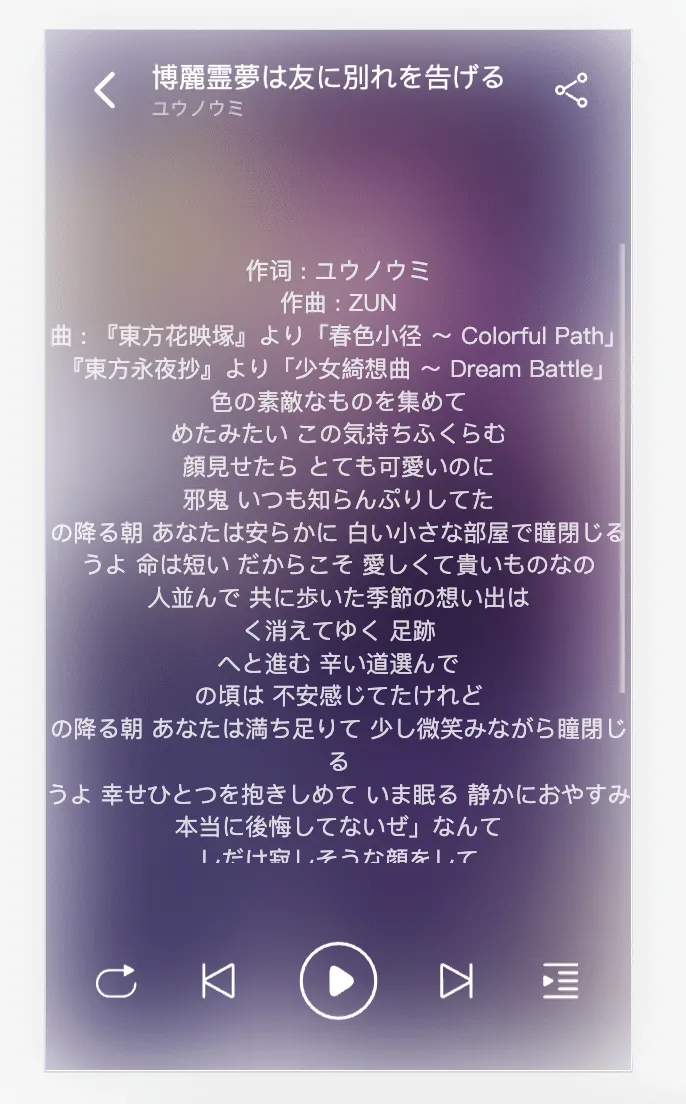 博麗霊夢は友に別れを告げる
ユウノウミ
作词 : ユウノウミ
作曲 : ZUN
曲 : 『東方花映塚』より「春色小径 ～ Colorful Path」
『東方永夜抄』より「少女綺想曲 ～ Dream Battle」
色の素敵なものを集めて
めたみたい この気持ちふくらむ
顔見せたら とても可愛いのに
邪鬼 いつも知らんぷりしてた
の降る朝 あなたは安らかに 白い小さな部屋で瞳閉じる
うよ 命は短い だからこそ 愛しくて貴いものなの
人並んで 共に歩いた季節の想い出は
く消えてゆく 足跡
へと進む 辛い道選んで
の頃は 不安感じてたけれど
の降る朝 あなたは満ち足りて 少し微笑みながら瞳閉じ
る
うよ 幸せひとつを抱きしめて いま眠る 静かにおやすみ
本当に後悔してないぜ」なんて
しだけ寂しそうな顔をして